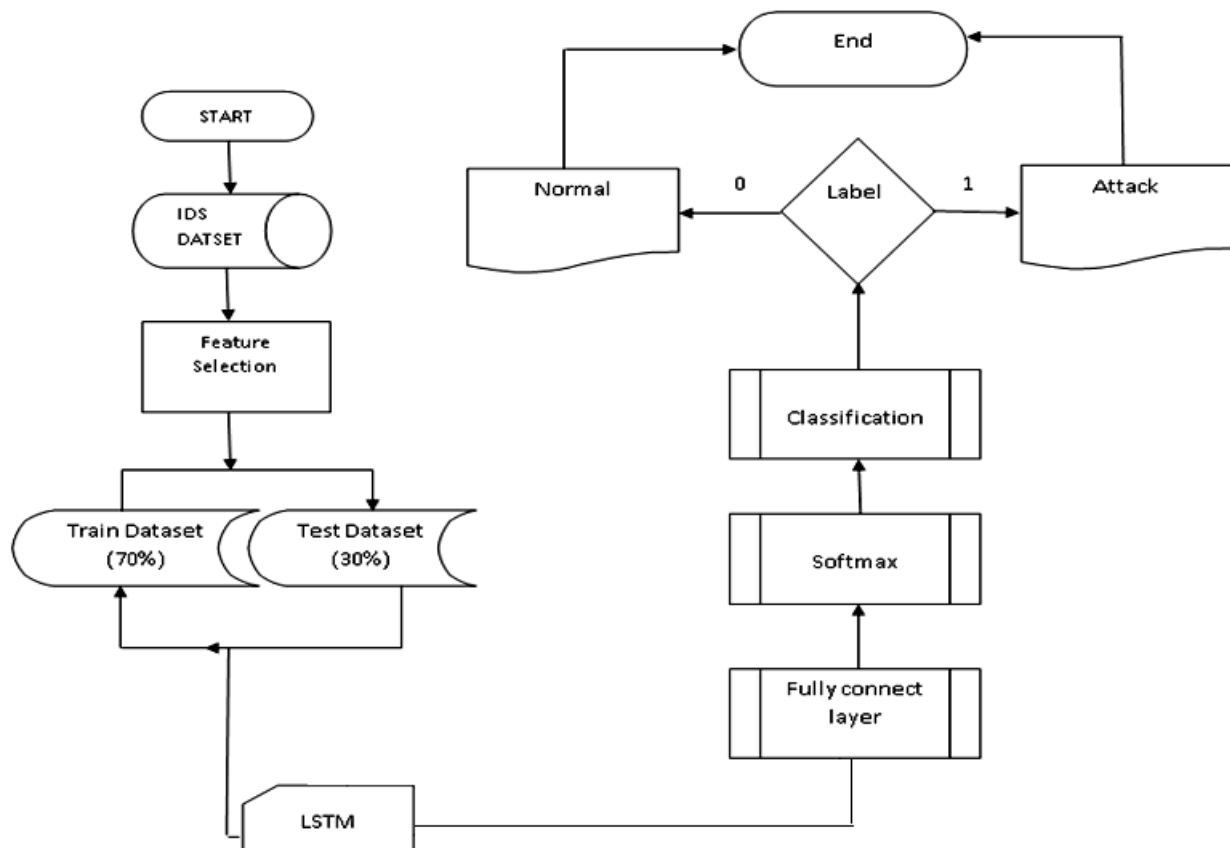 START
IDS
DATSET
Feature
Selection
Train Dataset
(70%)
Test Dataset
(30%)
LSTM
Fully connect
layer
Softmax
Classification
Label
0
1
Normal
Attack
End